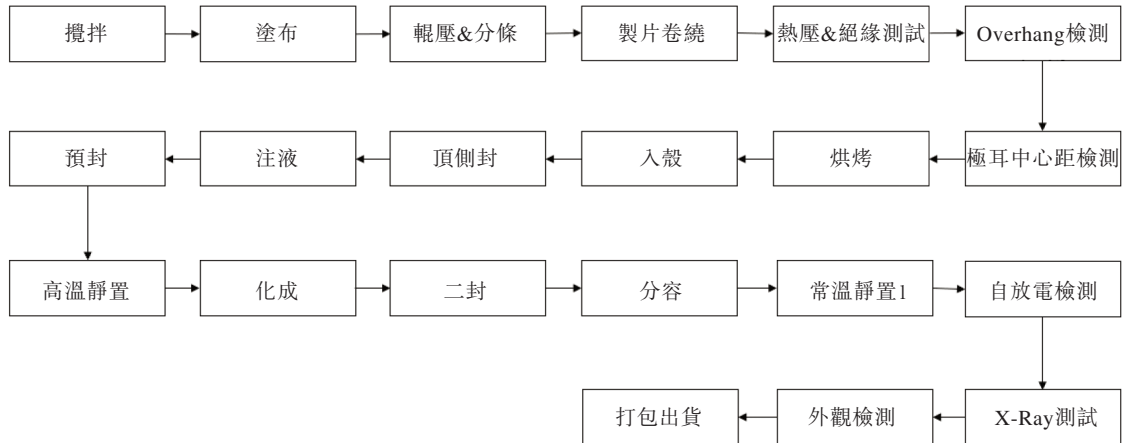 攪拌
塗布
輥壓&分條
製片卷繞
熱壓&絕緣測試
Overhang檢測
極耳中心距檢測
烘烤
入殼
頂側封
注液
預封
高溫靜置
化成
二封
分容
常溫靜置1
自放電檢測
X-Ray測試
外觀檢測
打包出貨